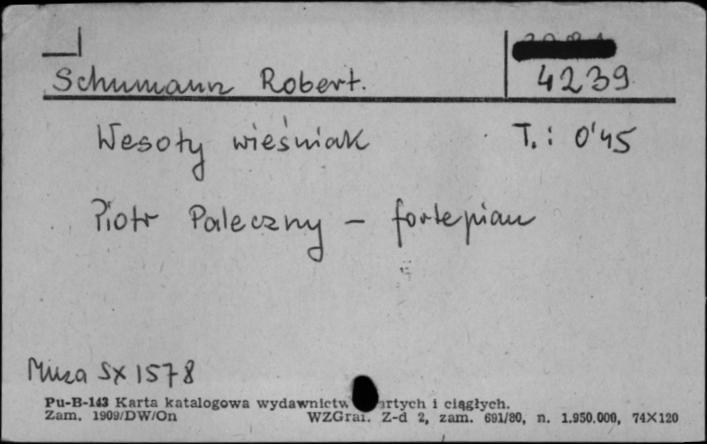 Schumann Robert.
4239
Wesoły wieśniak T.: 0'45
Piotr Paleczny – fortepian
Muza SX 1578
Pu-B-143 Karta katalogowa wydawnictw i ciągłych.
Zam. 1909/DW/On WZGraf. Z-d 2, zam. 691/80, n. 1.950.000, 74X120